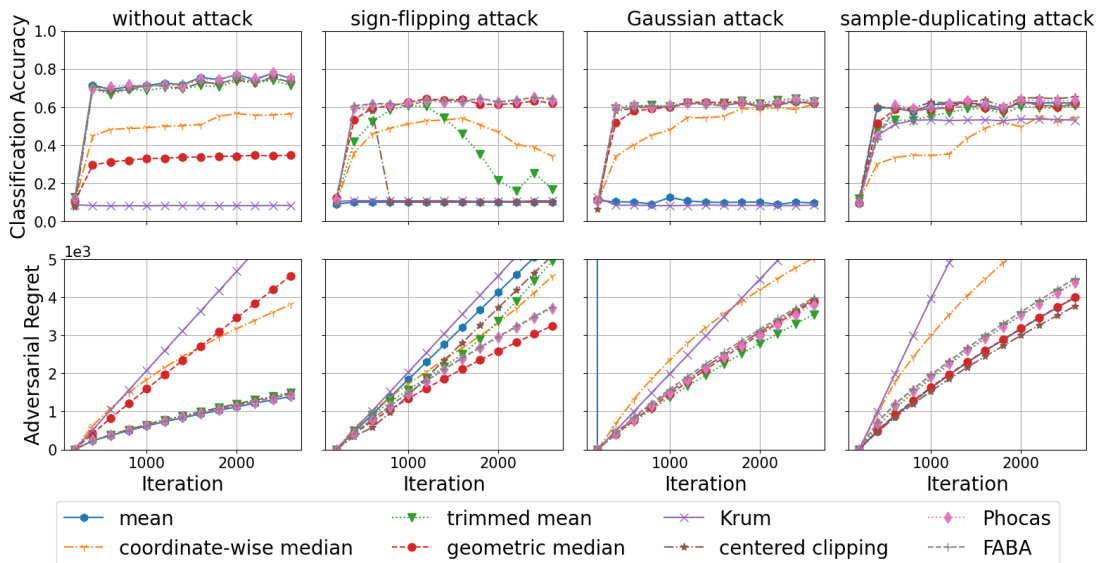 without attack
sign-flipping attack
Gaussian attack
sample-duplicating attack
Classification Accuracy
1.0
0.8
0.6
0.4
0.2
0.0
Adversarial Regret
1e3
5
4
3
2
1
0
1000 2000
1000 2000
1000 2000
1000 2000
Iteration
Iteration
Iteration
Iteration
mean
trimmed mean
Krum
Phocas
coordinate-wise median
geometric median
centered clipping
FABA